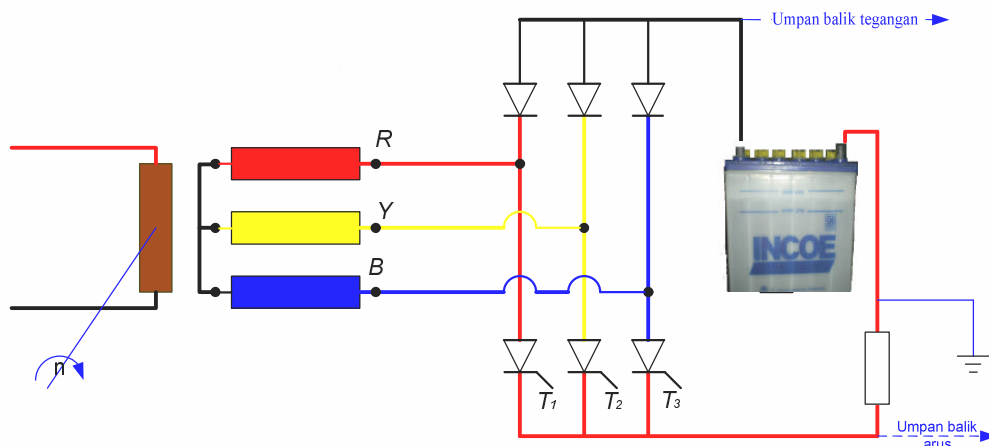 Umpan balik tegangan
R
Y
INCOE
B
n
T1
T2
T3
Umpan balik
arus